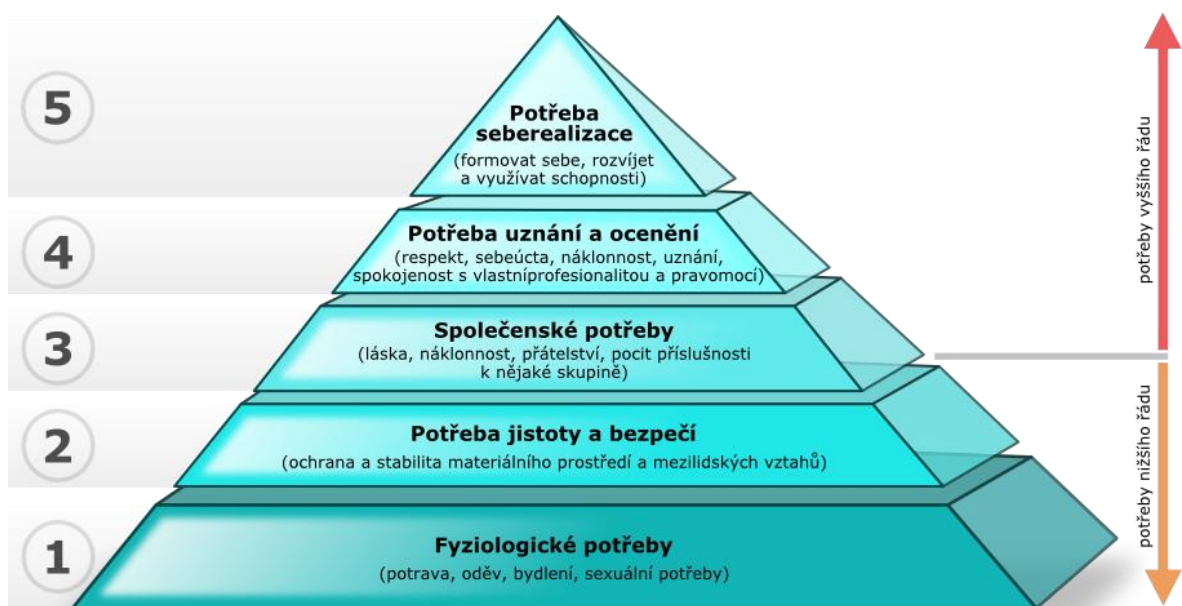 5
Potřeba
seberealizace
(formovat sebe, rozvíjet
a využívat schopnosti)
4
Potřeba uznání a ocenění
(respekt, sebeúcta, náklonnost, uznání,
spokojenost s vlastníprofesionalitou a pravomocí)
3
Společenské potřeby
(láska, náklonnost, přátelství, pocit příslušnosti
k nějaké skupině)
2
Potřeba jistoty a bezpečí
(ochrana a stabilita materiálního prostředí a mezilidských vztahů)
1
Fyziologické potřeby
(potrava, oděv, bydlení, sexuální potřeby)
potřeby vyššího řádu
potřeby nižšího řádu